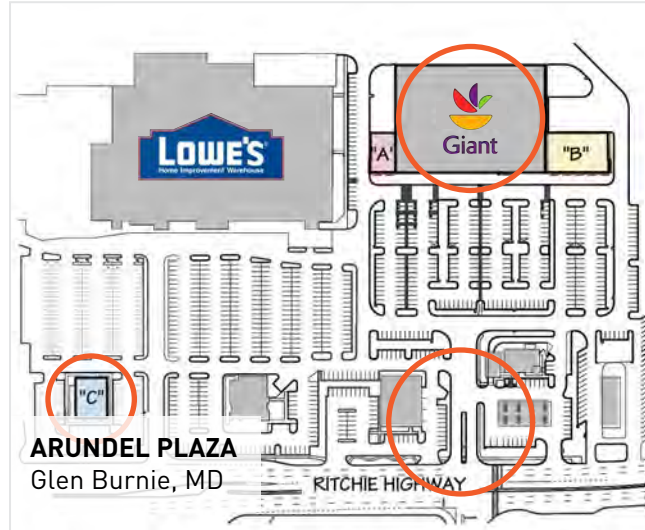 LOWE'S
Home Improvement Warehouse
Giant
"A"
"B"
"C"
ARUNDEL PLAZA
Glen Burnie, MD
RITCHIE HIGHWAY